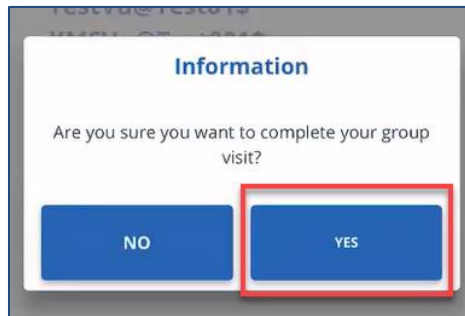 Information
Are you sure you want to complete your group
visit?
NO
YES